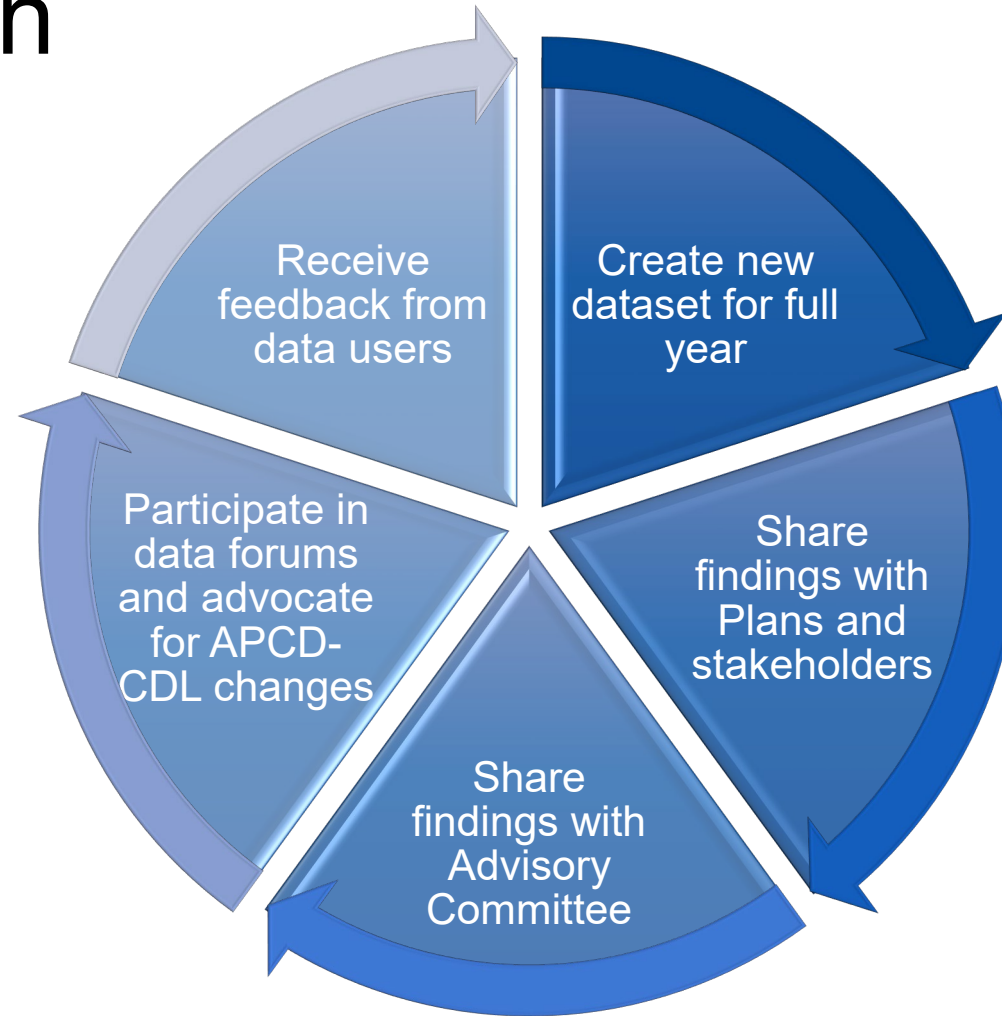 n
Receive
feedback from
data users
Create new
dataset for full
year
Share
findings with
Plans and
stakeholders
Share
findings with
Advisory
Committee
Participate in
data forums
and advocate
for APCD-
CDL changes